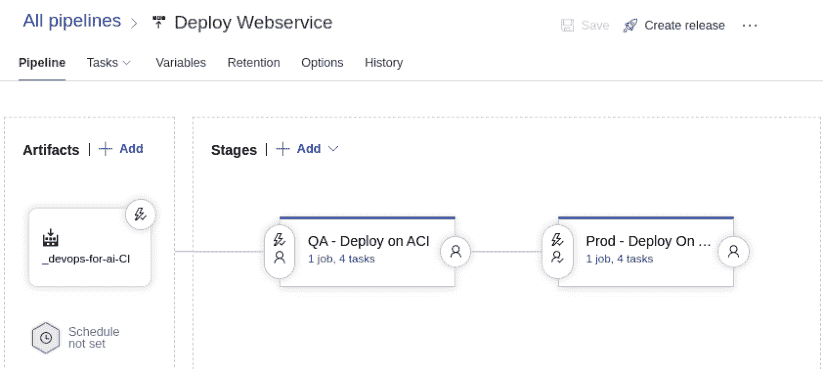 All pipelines > Deploy Webservice
Save Create release ...
Pipeline Tasks Variables Retention Options History
Artifacts | + Add
Stages | + Add
_devops-for-ai-CI
QA - Deploy on ACI
1 job, 4 tasks
Prod - Deploy On ...
1 job, 4 tasks
Schedule
not set